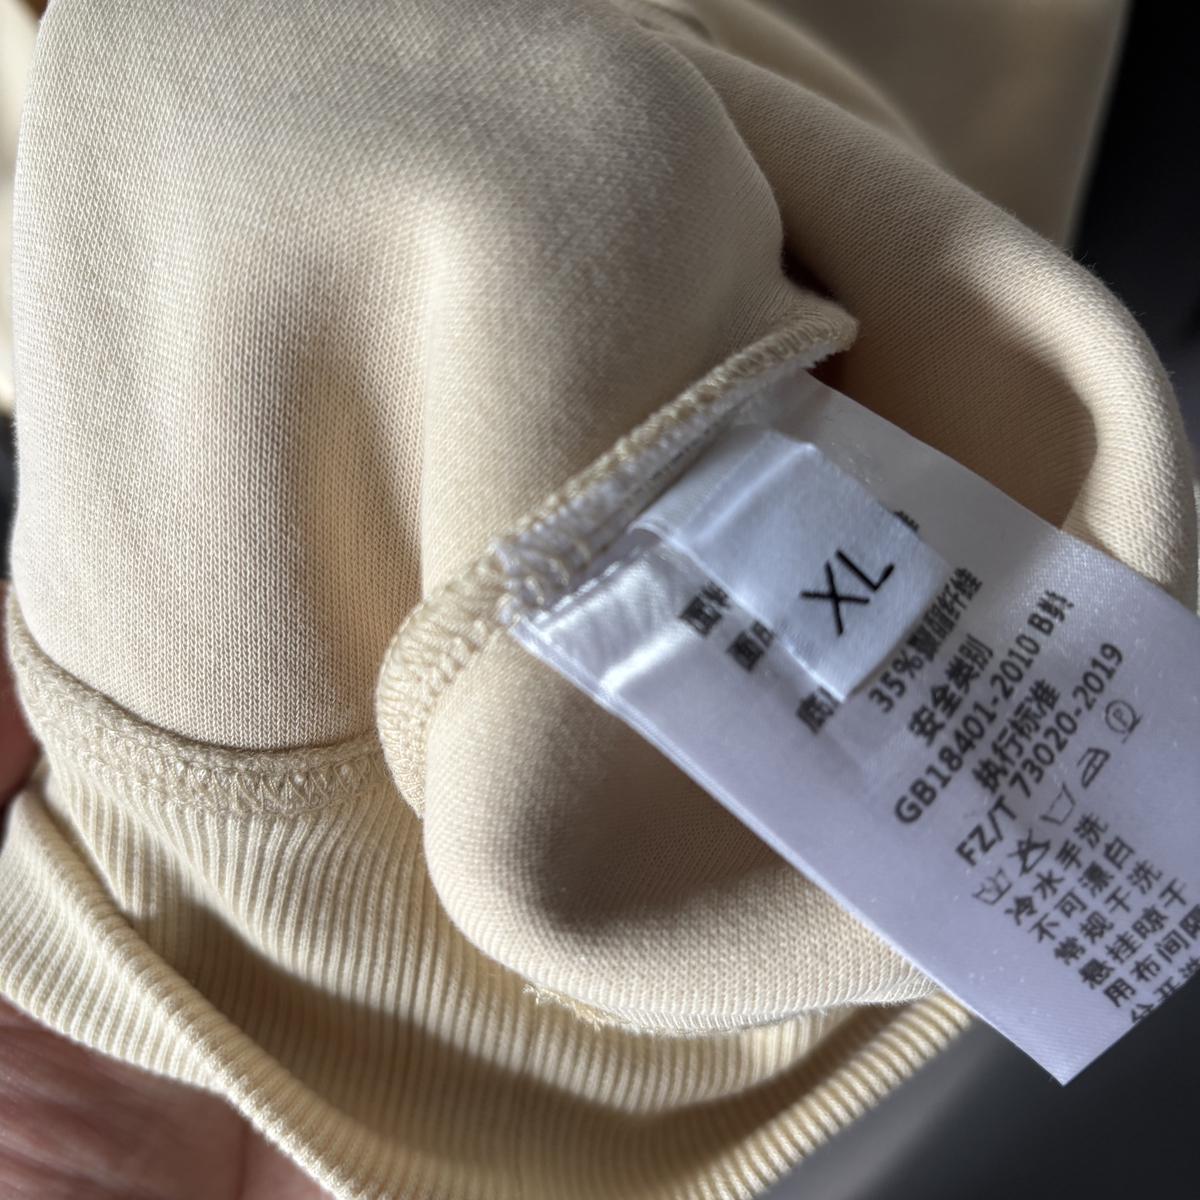 XL
35%聚酯纤维
安全类别
GB18401-2010 B类
执行标准
FZ/T 73020-2019
冷水手洗
不可漂白
常规干洗
悬挂晾干
用布间隔